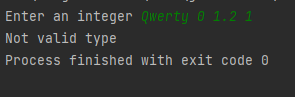 Enter an integer Qwerty 0 1.2 1
Not valid type
Process finished with exit code 0